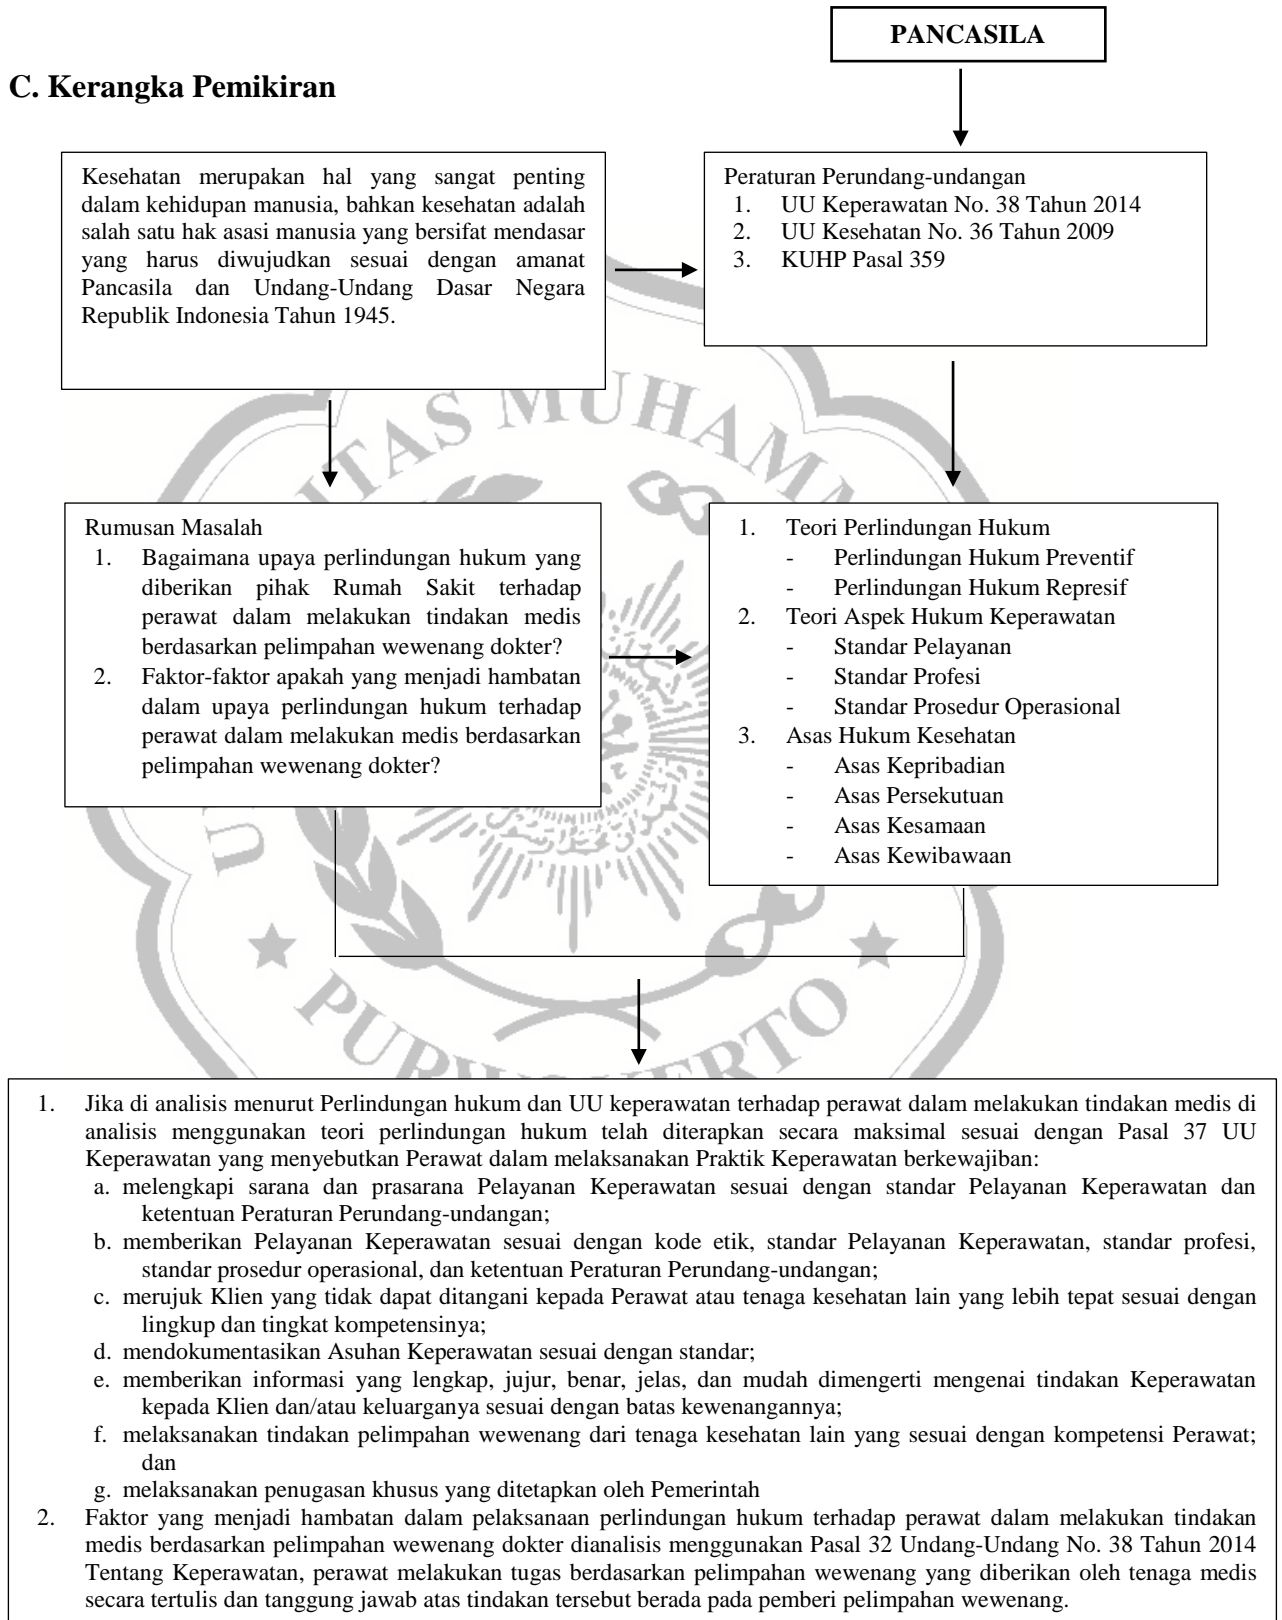 PANCASILA
C. Kerangka Pemikiran
Kesehatan merupakan hal yang sangat penting
dalam kehidupan manusia, bahkan kesehatan adalah
salah satu hak asasi manusia yang bersifat mendasar
yang harus diwujudkan sesuai dengan amanat
Pancasila dan Undang-Undang Dasar Negara
Republik Indonesia Tahun 1945.
Peraturan Perundang-undangan
1. UU Keperawatan No. 38 Tahun 2014
2. UU Kesehatan No. 36 Tahun 2009
3. KUHP Pasal 359
Rumusan Masalah
1. Bagaimana upaya perlindungan hukum yang
diberikan pihak Rumah Sakit terhadap
perawat dalam melakukan tindakan medis
berdasarkan pelimpahan wewenang dokter?
2. Faktor-faktor apakah yang menjadi hambatan
dalam upaya perlindungan hukum terhadap
perawat dalam melakukan medis berdasarkan
pelimpahan wewenang dokter?
1. Teori Perlindungan Hukum
- Perlindungan Hukum Preventif
- Perlindungan Hukum Represif
2. Teori Aspek Hukum Keperawatan
- Standar Pelayanan
- Standar Profesi
- Standar Prosedur Operasional
3. Asas Hukum Kesehatan
- Asas Kepribadian
- Asas Persekutuan
- Asas Kesamaan
- Asas Kewibawaan
1. Jika di analisis menurut Perlindungan hukum dan UU keperawatan terhadap perawat dalam melakukan tindakan medis di
analisis menggunakan teori perlindungan hukum telah diterapkan secara maksimal sesuai dengan Pasal 37 UU
Keperawatan yang menyebutkan Perawat dalam melaksanakan Praktik Keperawatan berkewajiban:
a. melengkapi sarana dan prasarana Pelayanan Keperawatan sesuai dengan standar Pelayanan Keperawatan dan
ketentuan Peraturan Perundang-undangan;
b. memberikan Pelayanan Keperawatan sesuai dengan kode etik, standar Pelayanan Keperawatan, standar profesi,
standar prosedur operasional, dan ketentuan Peraturan Perundang-undangan;
c. merujuk Klien yang tidak dapat ditangani kepada Perawat atau tenaga kesehatan lain yang lebih tepat sesuai dengan
lingkup dan tingkat kompetensinya;
d. mendokumentasikan Asuhan Keperawatan sesuai dengan standar;
e. memberikan informasi yang lengkap, jujur, benar, jelas, dan mudah dimengerti mengenai tindakan Keperawatan
kepada Klien dan/atau keluarganya sesuai dengan batas kewenangannya;
f. melaksanakan tindakan pelimpahan wewenang dari tenaga kesehatan lain yang sesuai dengan kompetensi Perawat;
dan
g. melaksanakan penugasan khusus yang ditetapkan oleh Pemerintah
2. Faktor yang menjadi hambatan dalam pelaksanaan perlindungan hukum terhadap perawat dalam melakukan tindakan
medis berdasarkan pelimpahan wewenang dokter dianalisis menggunakan Pasal 32 Undang-Undang No. 38 Tahun 2014
Tentang Keperawatan, perawat melakukan tugas berdasarkan pelimpahan wewenang yang diberikan oleh tenaga medis
secara tertulis dan tanggung jawab atas tindakan tersebut berada pada pemberi pelimpahan wewenang.